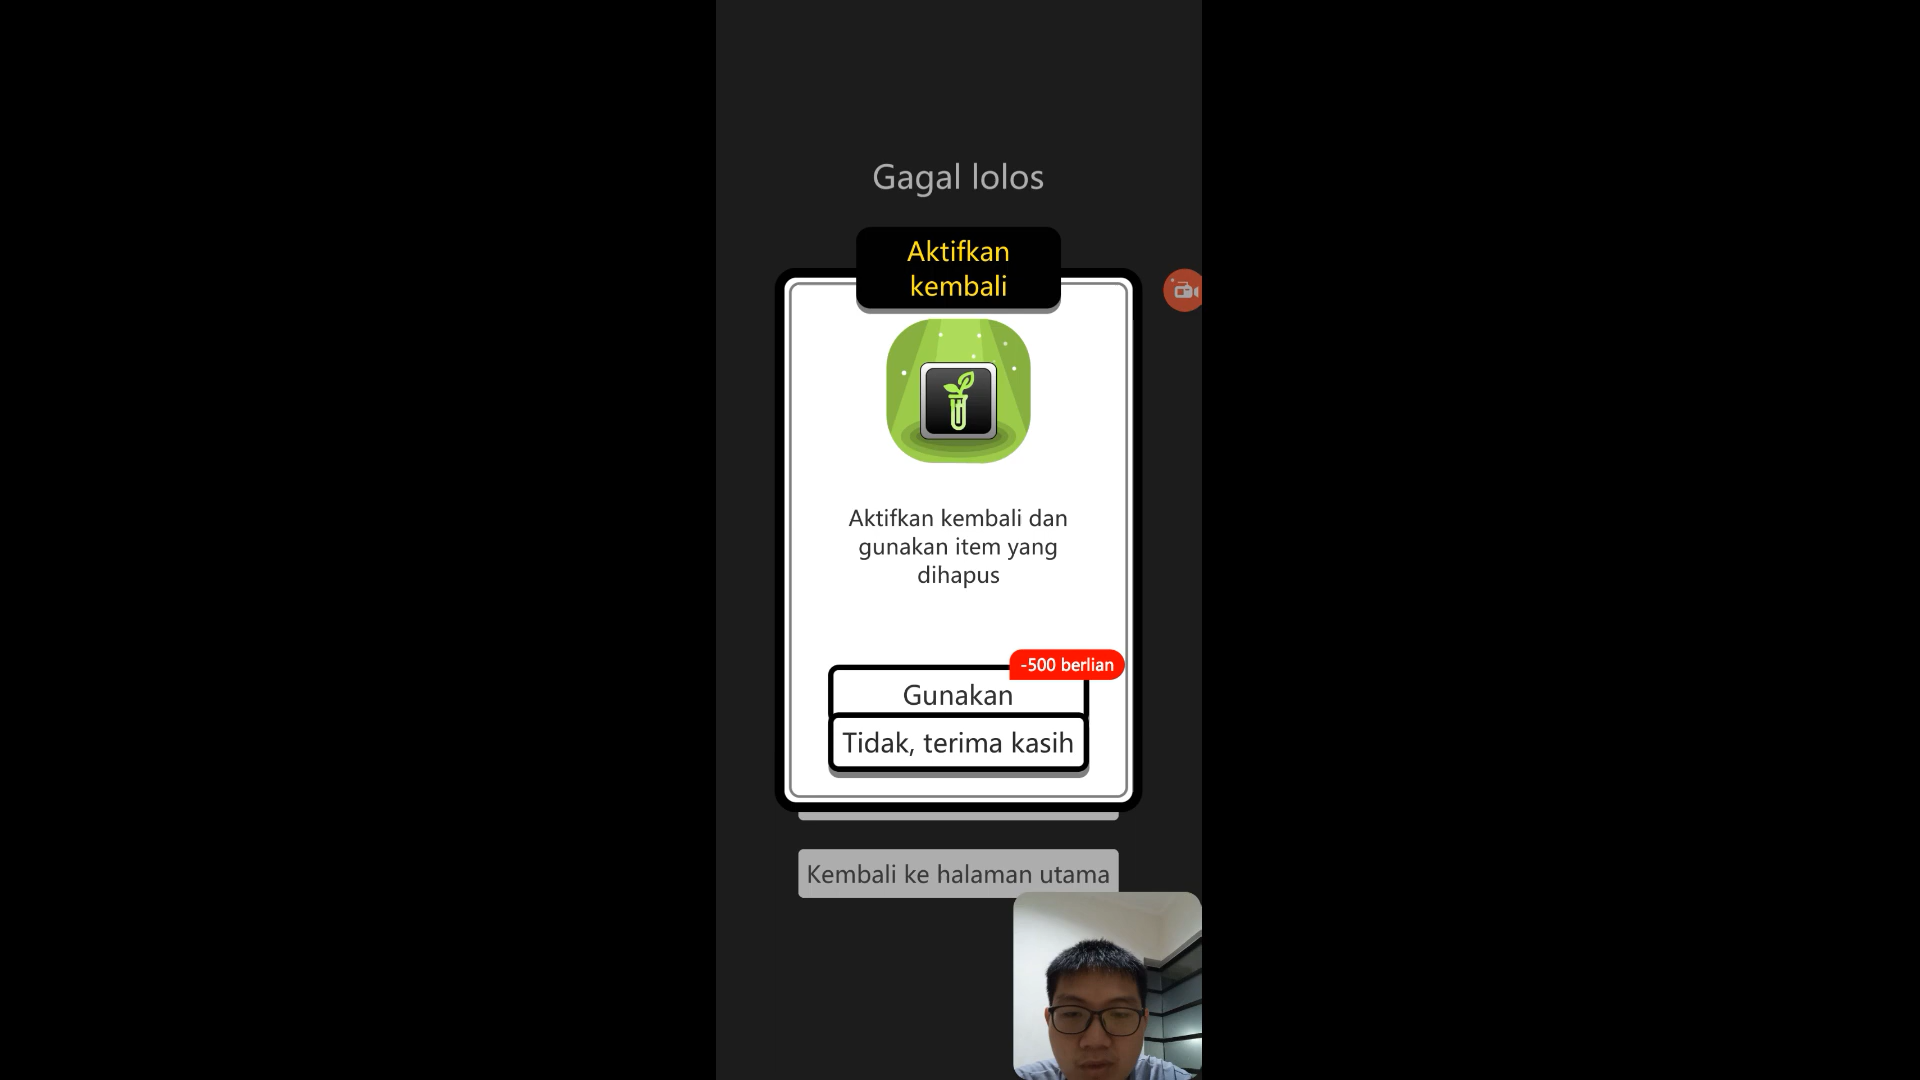 Gagal lolos
Aktifkan
kembali
Aktifkan kembali dan
gunakan item yang
dihapus
-500 berlian
Gunakan
Tidak, terima kasih
Kembali ke halaman utama